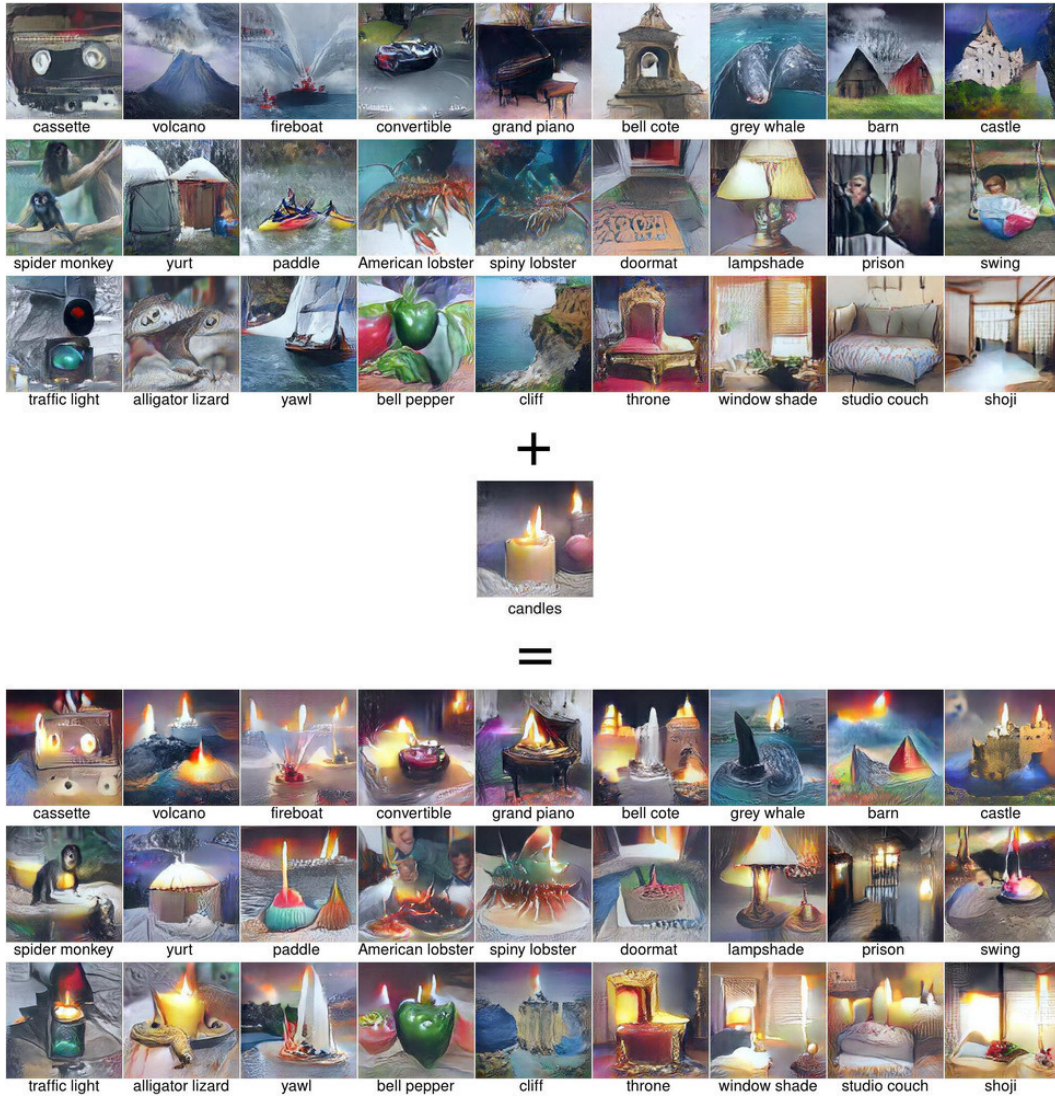 cassette volcano fireboat convertible grand piano bell cote grey whale barn castle
spider monkey yurt paddle American lobster spiny lobster doormat lampshade prison swing
traffic light alligator lizard yawl bell pepper cliff throne window shade studio couch shoji
+
candles
=
cassette volcano fireboat convertible grand piano bell cote grey whale barn castle
spider monkey yurt paddle American lobster spiny lobster doormat lampshade prison swing
traffic light alligator lizard yawl bell pepper cliff throne window shade studio couch shoji